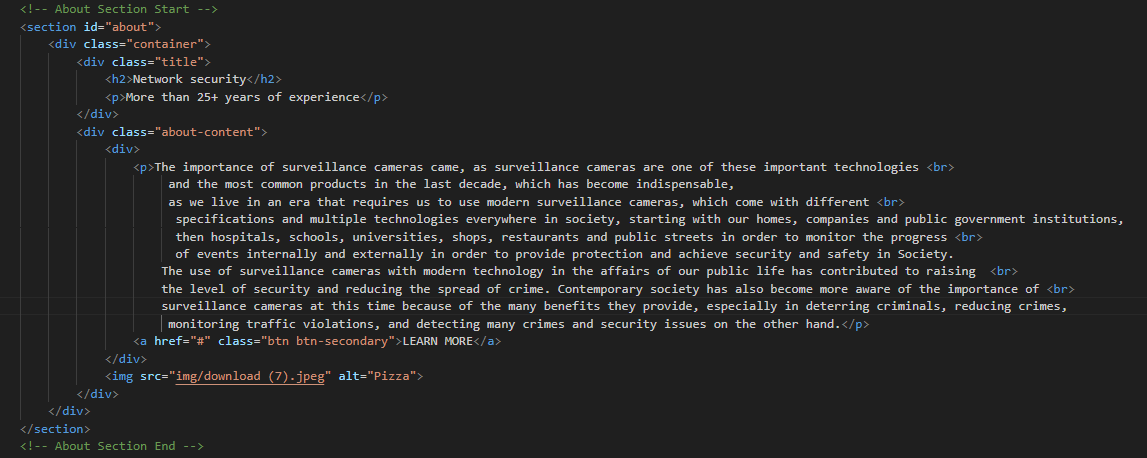 <!-- About Section Start -->
<section id="about">
<div class="container">
<div class="title">
<h2>Network security</h2>
<p>More than 25+ years of experience</p>
</div>
<div class="about-content">
<div>
<p>The importance of surveillance cameras came, as surveillance cameras are one of these important technologies <br>
and the most common products in the last decade, which has become indispensable,
as we live in an era that requires us to use modern surveillance cameras, which come with different <br>
specifications and multiple technologies everywhere in society, starting with our homes, companies and public government institutions,
then hospitals, schools, universities, shops, restaurants and public streets in order to monitor the progress <br>
of events internally and externally in order to provide protection and achieve security and safety in Society.
The use of surveillance cameras with modern technology in the affairs of our public life has contributed to raising  <br>
the level of security and reducing the spread of crime. Contemporary society has also become more aware of the importance of <br>
surveillance cameras at this time because of the many benefits they provide, especially in deterring criminals, reducing crimes,
monitoring traffic violations, and detecting many crimes and security issues on the other hand.</p>
<a href="#" class="btn btn-secondary">LEARN MORE</a>
</div>
<img src="img/download (7).jpeg" alt="Pizza">
</div>
</div>
</section>
<!-- About Section End -->